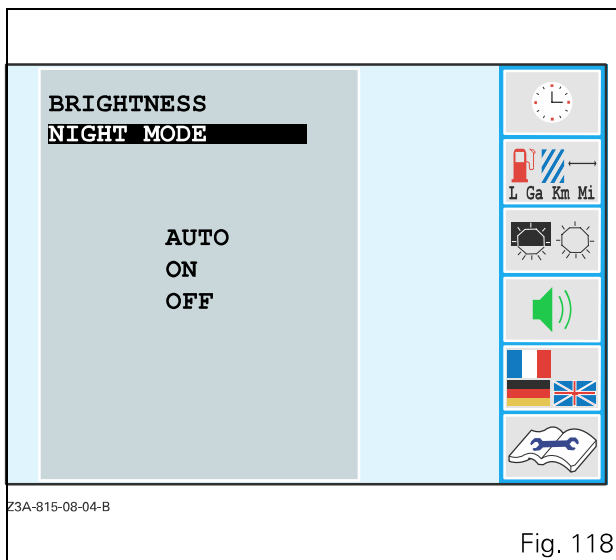 BRIGHTNESS
NIGHT MODE
AUTO
ON
OFF
L Ga Km Mi
Z3A-815-08-04-B
Fig. 118